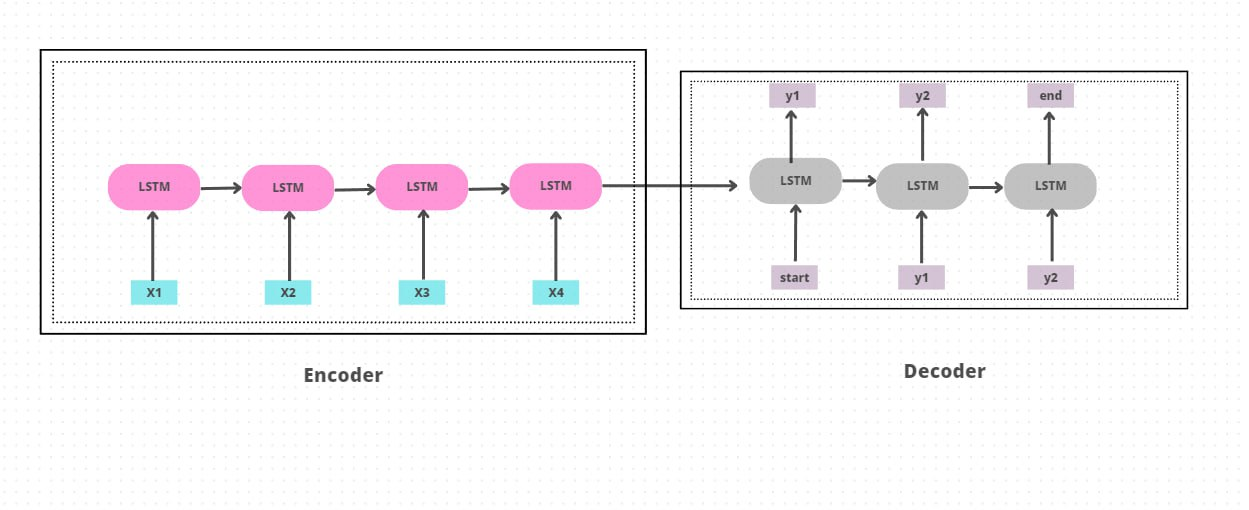 y1 y2 end
LSTM LSTM LSTM LSTM LSTM LSTM LSTM
X1 X2 X3 X4 start y1 y2
Encoder Decoder